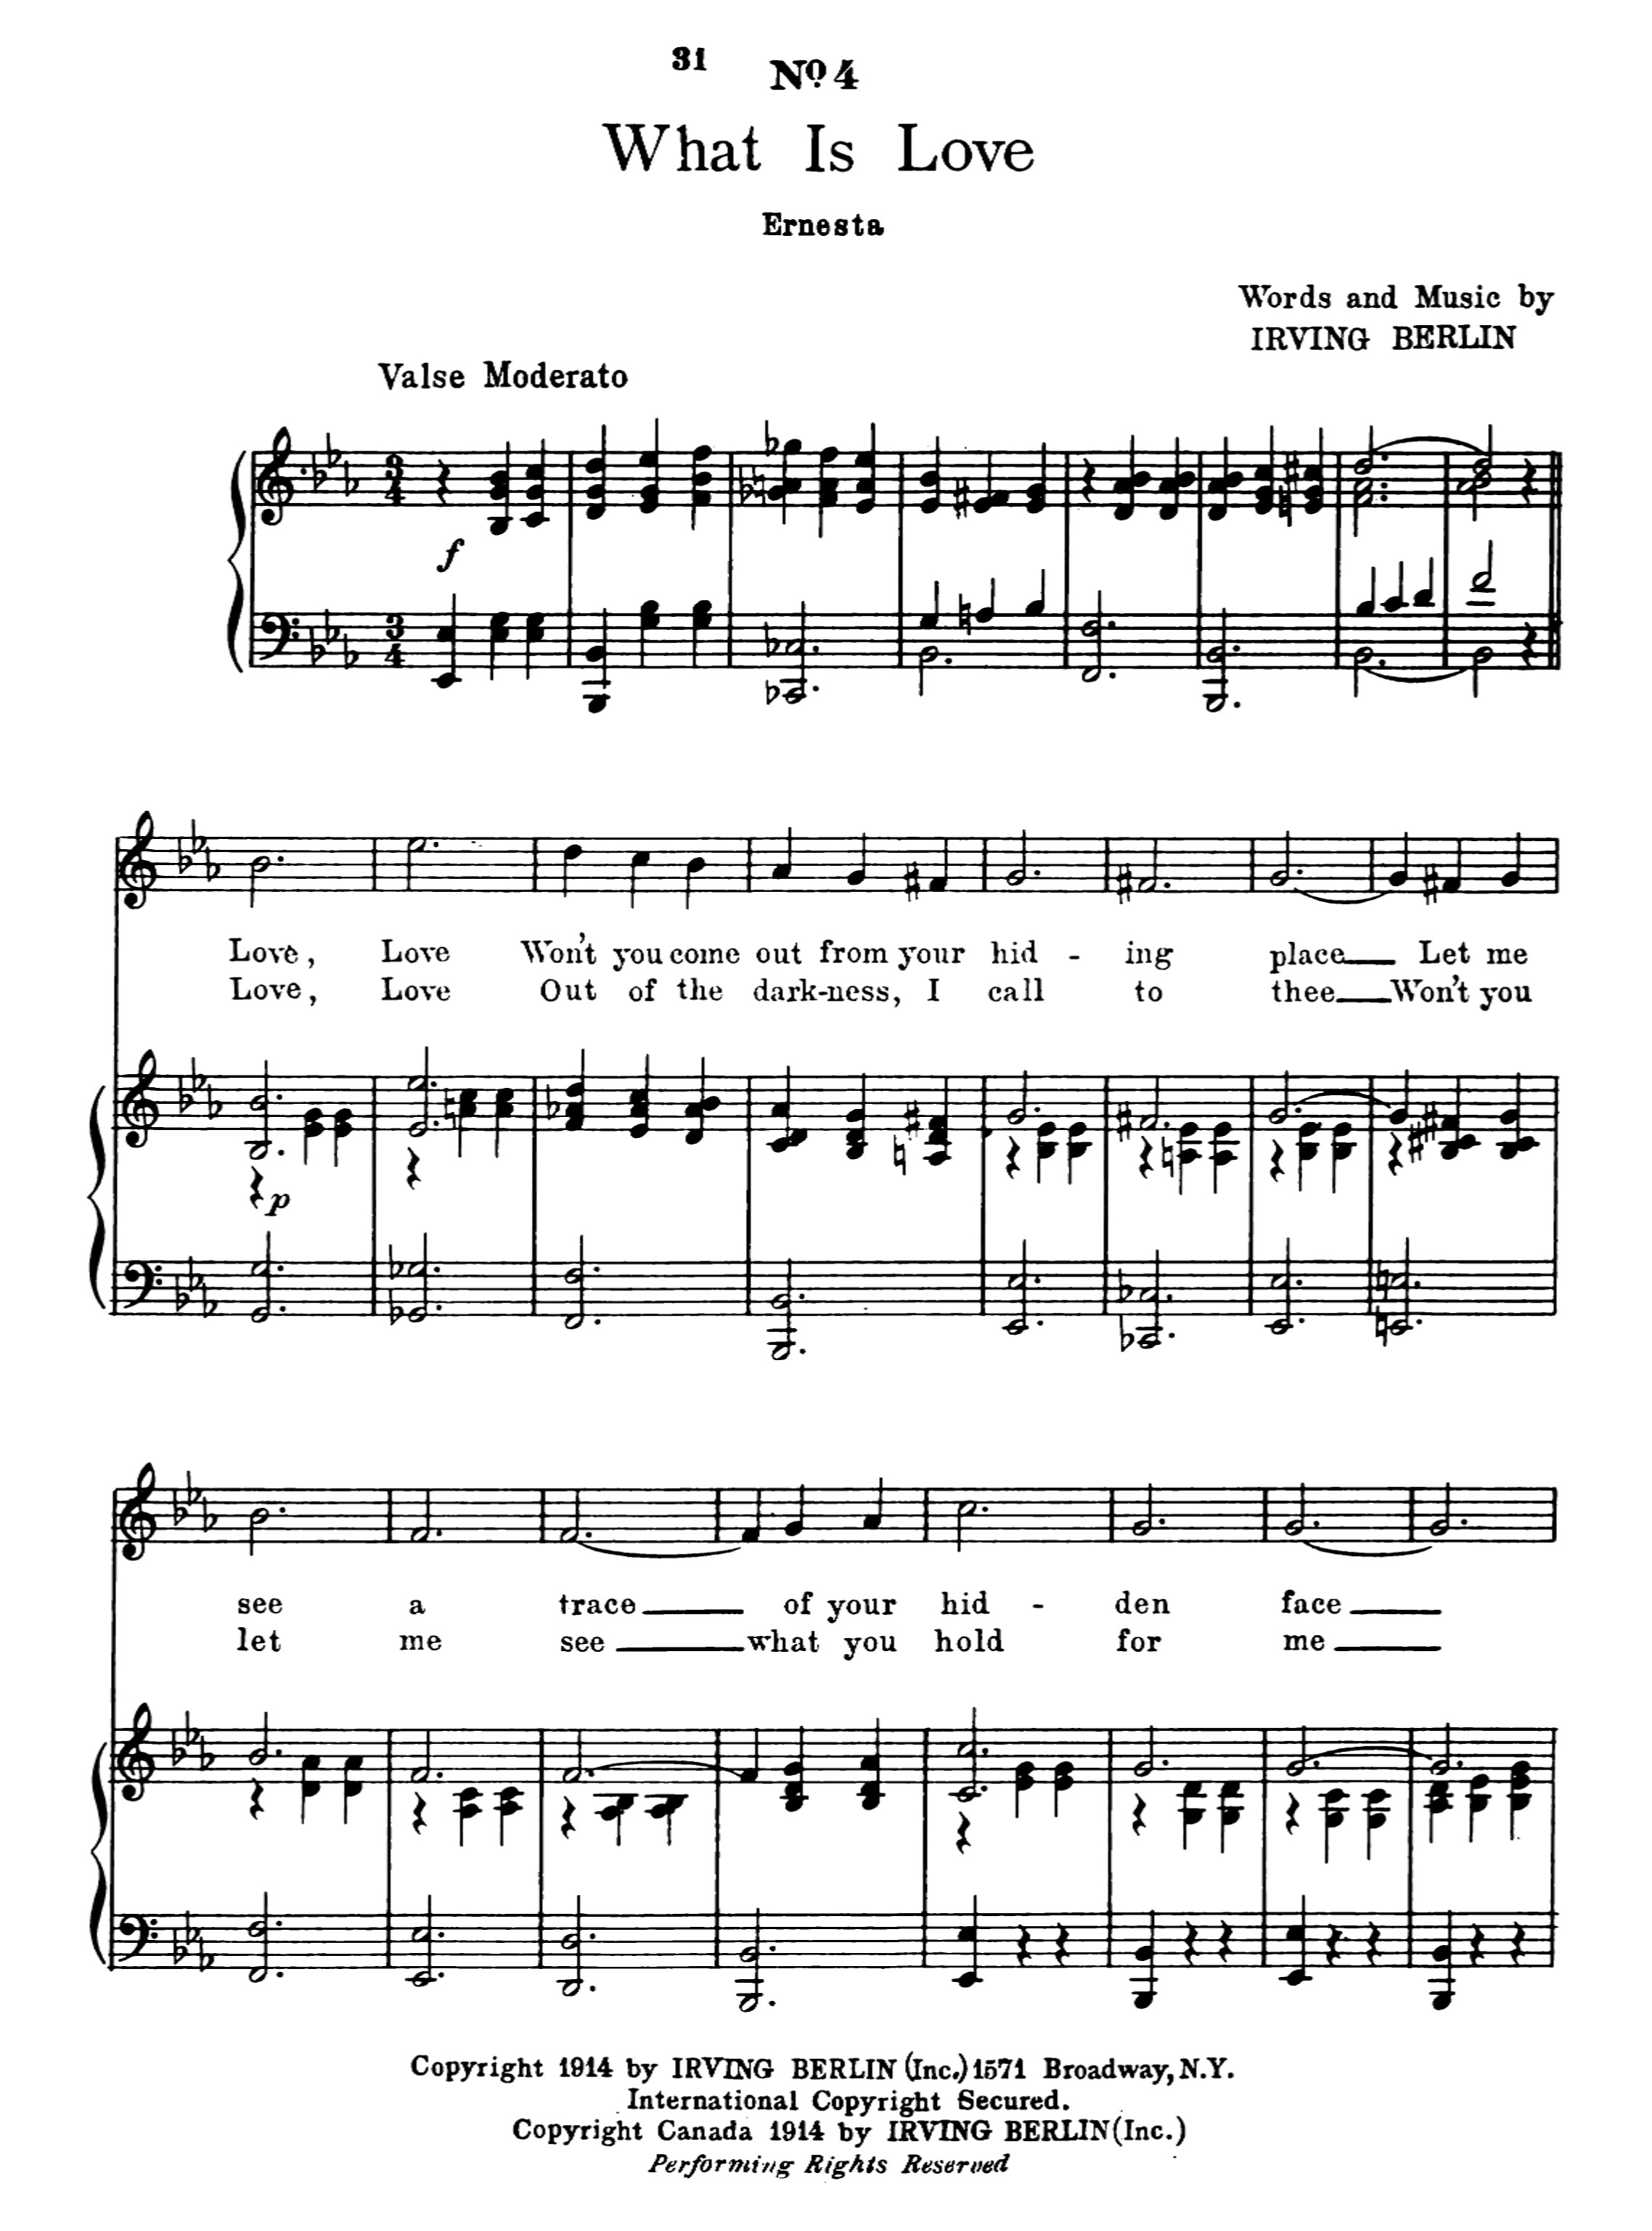 31
No. 4
What Is Love
Ernesta
Words and Music by
IRVING BERLIN
Valse Moderato
3 4
f
3 4
Love, Love Won't you come out from your hid - ing place Let me
Love, Love Out of the dark-ness, I call to thee Won't you
p
see a trace of your hid - den face
let me see what you hold for me
Copyright 1914 by IRVING BERLIN (Inc.) 1571 Broadway, N.Y.
International Copyright Secured.
Copyright Canada 1914 by IRVING BERLIN (Inc.)
Performing Rights Reserved